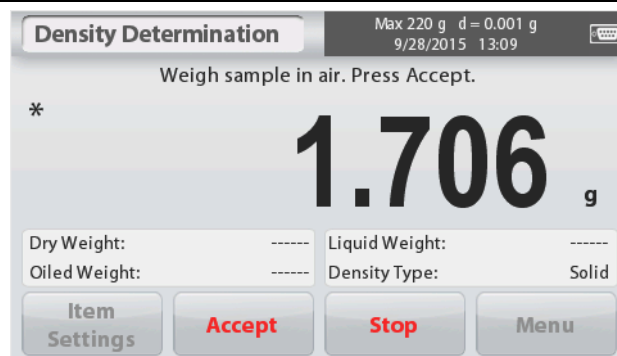 Density Determination
Max 220 g d = 0.001 g
9/28/2015 13:09
Weigh sample in air. Press Accept.
*
1.706 g
Dry Weight: ------
Liquid Weight: ------
Oiled Weight: ------
Density Type: Solid
Item
Settings
Accept
Stop
Menu